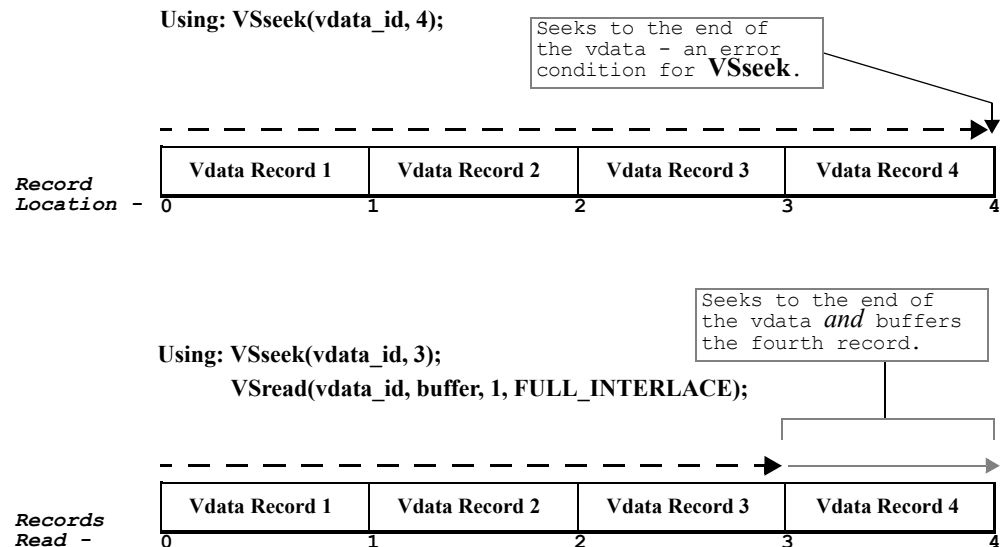 Using: VSseek(vdata_id, 4);
Seeks to the end of
the vdata - an error
condition for VSseek.
Vdata Record 1 Vdata Record 2 Vdata Record 3 Vdata Record 4
Record
Location -
0 1 2 3 4
Seeks to the end of
the vdata and buffers
the fourth record.
Using: VSseek(vdata_id, 3);
VSread(vdata_id, buffer, 1, FULL_INTERLACE);
Vdata Record 1 Vdata Record 2 Vdata Record 3 Vdata Record 4
Records
Read -
0 1 2 3 4